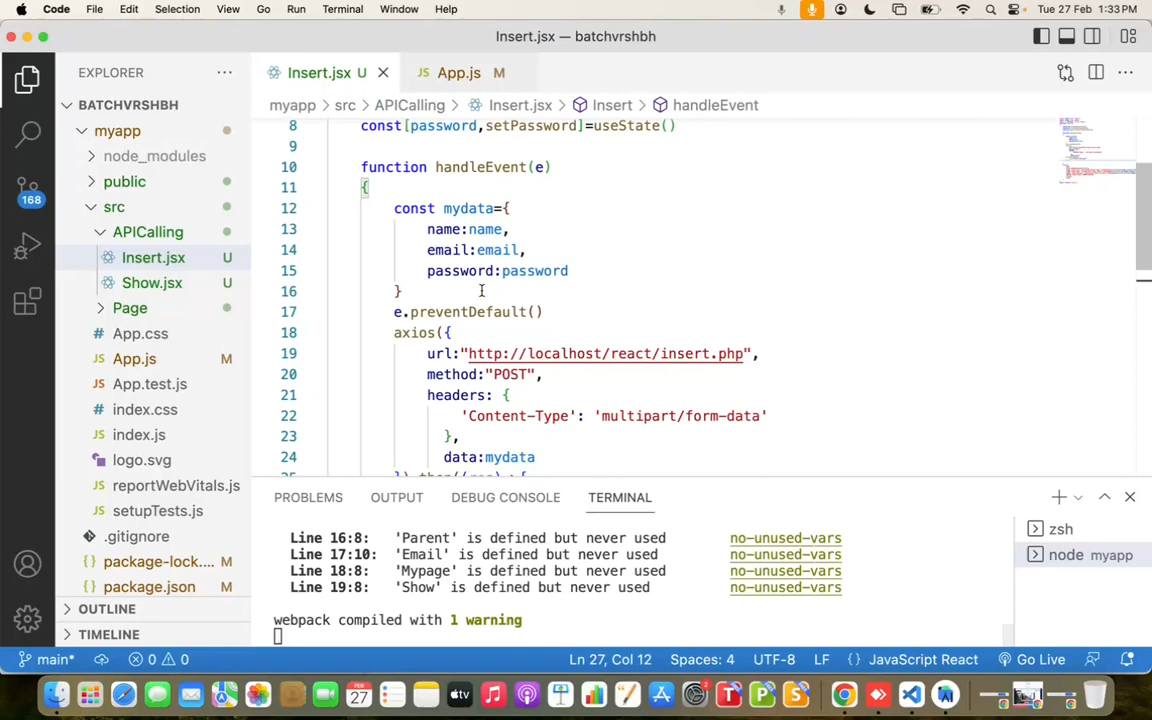 Code File Edit Selection View Go Run Terminal Window Help Tue 27 Feb 1:33 PM
Insert.jsx — batchvrshbh
EXPLORER
Insert.jsx U
JS App.js M
BATCHVRSHBH
myapp > src > APICalling > Insert.jsx > Insert > handleEvent
myapp
node_modules
public
src
APICalling
Insert.jsx U
Show.jsx U
Page
# App.css
JS App.js M
JS App.test.js
# index.css
JS index.js
logo.svg
JS reportWebVitals.js
JS setupTests.js
.gitignore
{} package-lock.... M
{} package.json M
OUTLINE
TIMELINE
168
8 const[password,setPassword]=useState()
9
10 function handleEvent(e)
11 {
12 const mydata={
13 name:name,
14 email:email,
15 password:password
16 }
17 e.preventDefault()
18 axios({
19 url:"http://localhost/react/insert.php",
20 method:"POST",
21 headers: {
22 'Content-Type': 'multipart/form-data'
23 },
24 data:mydata
PROBLEMS OUTPUT DEBUG CONSOLE TERMINAL
Line 16:8: 'Parent' is defined but never used no-unused-vars
Line 17:10: 'Email' is defined but never used no-unused-vars
Line 18:8: 'Mypage' is defined but never used no-unused-vars
Line 19:8: 'Show' is defined but never used no-unused-vars
webpack compiled with 1 warning
zsh
node myapp
main* 0 0 Ln 27, Col 12 Spaces: 4 UTF-8 LF {} JavaScript React Go Live
FEB
27
tv
T P S